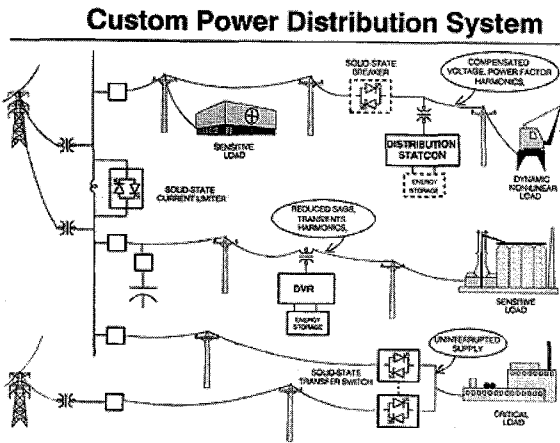 Custom Power Distribution System
SOLID-STATE
BREAKER
COMPENSATED
VOLTAGE, POWER FACTOR
HARMONICS,
SENSITIVE
LOAD
DISTRIBUTION
STATCON
ENERGY
STORAGE
DYNAMIC
NON-LINEAR
LOAD
SOLID-STATE
CURRENT LIMITER
REDUCED SAGS,
TRANSIENTS
HARMONICS,
DVR
ENERGY
STORAGE
SENSITIVE
LOAD
SOLID-STATE
TRANSFER SWITCH
UNINTERRUPTED
SUPPLY
CRITICAL
LOAD